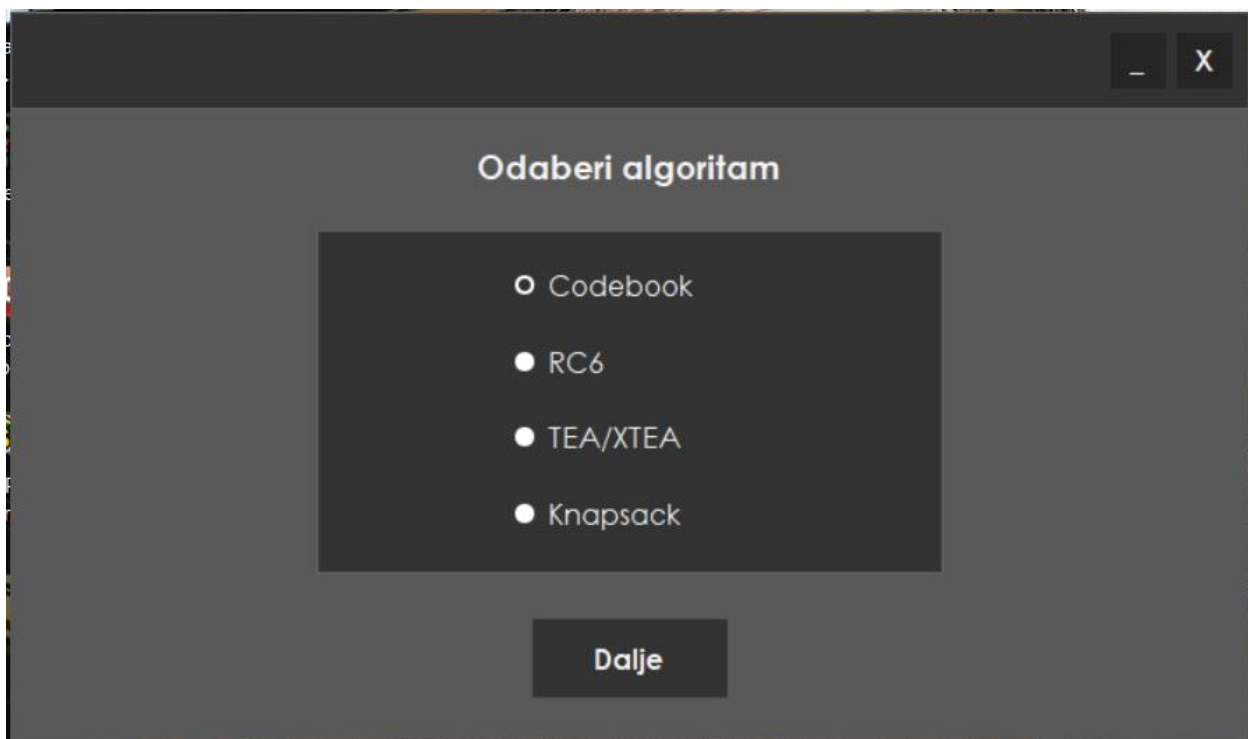 _ X
Odaberi algoritam
Codebook
RC6
TEA/XTEA
Knapsack
Dalje